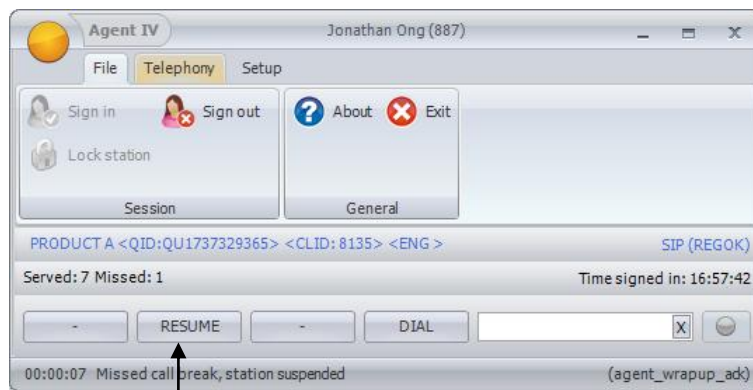 Agent IV Jonathan Ong (887)
File Telephony Setup
Sign in Sign out About Exit
Lock station
Session General
PRODUCT A <QID:QU1737329365> <CLID: 8135> <ENG > SIP (REGOK)
Served: 7 Missed: 1 Time signed in: 16:57:42
- RESUME - DIAL X
00:00:07 Missed call break, station suspended (agent_wrapup_ack)